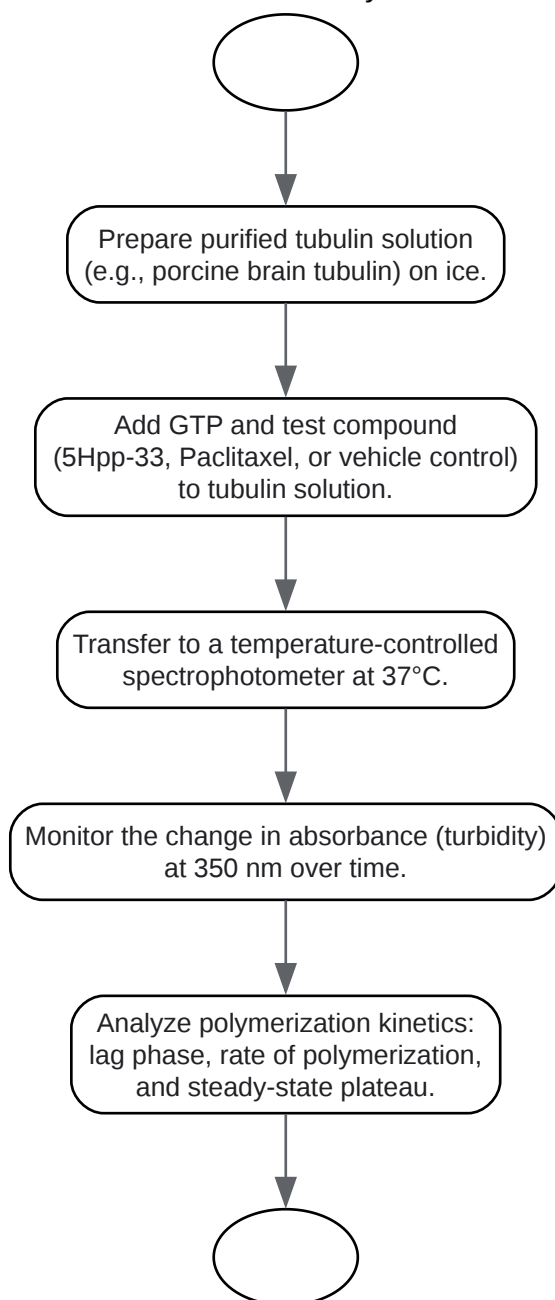 Prepare purified tubulin solution
(e.g., porcine brain tubulin) on ice.
Add GTP and test compound
(5Hpp-33, Paclitaxel, or vehicle control)
to tubulin solution.
Transfer to a temperature-controlled
spectrophotometer at 37°C.
Monitor the change in absorbance (turbidity)
at 350 nm over time.
Analyze polymerization kinetics:
lag phase, rate of polymerization,
and steady-state plateau.